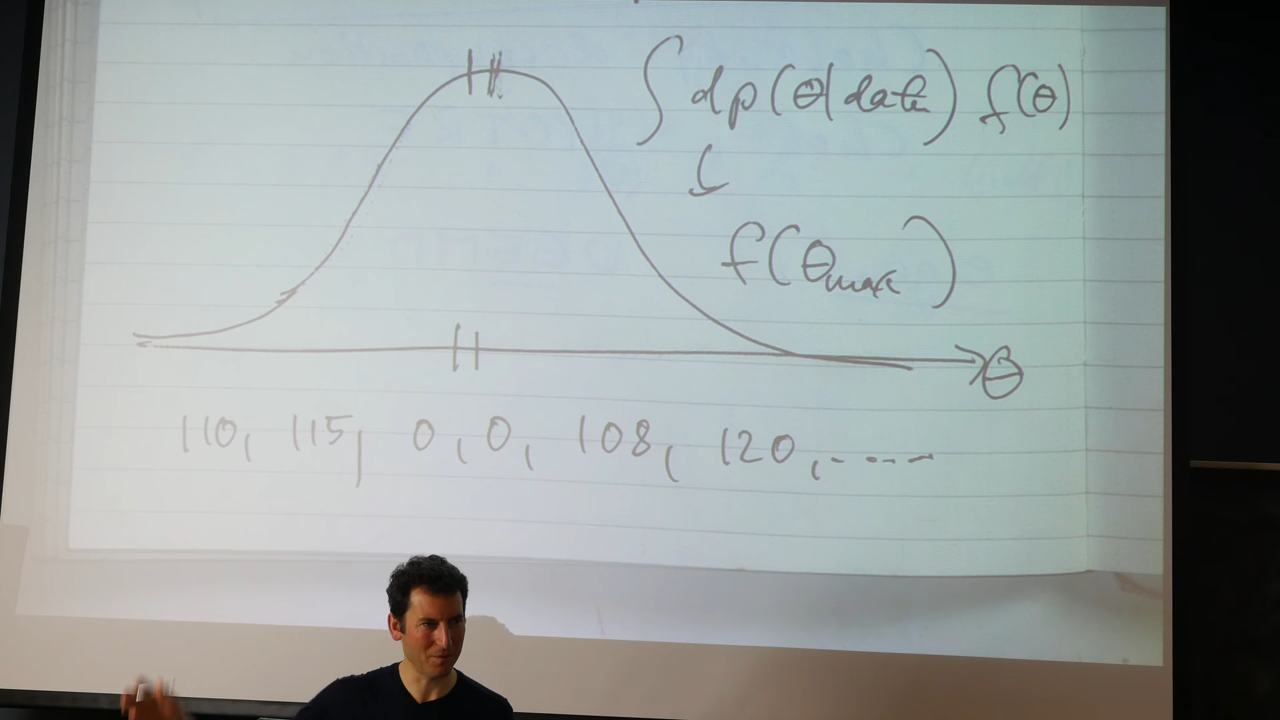 ∫ dp(θ|data) f(θ)
f(θmax)
θ
110, 115, 0, 0, 108, 120, ....